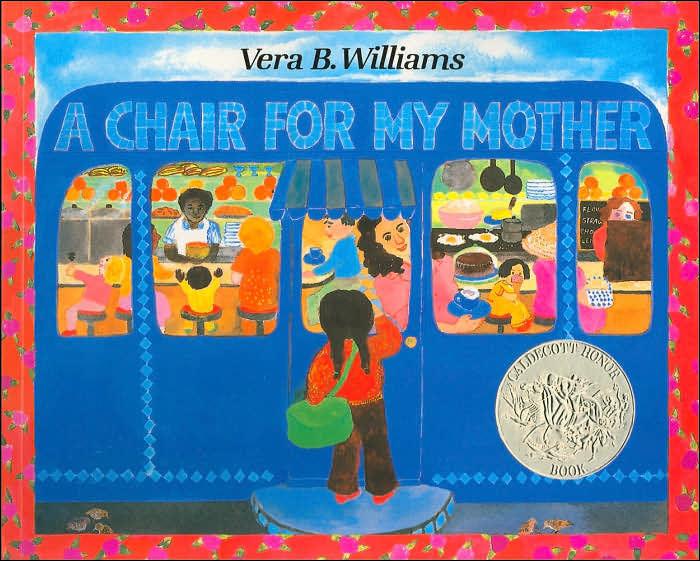 Vera B. Williams
A CHAIR FOR MY MOTHER
CALDECOTT HONOR
BOOK